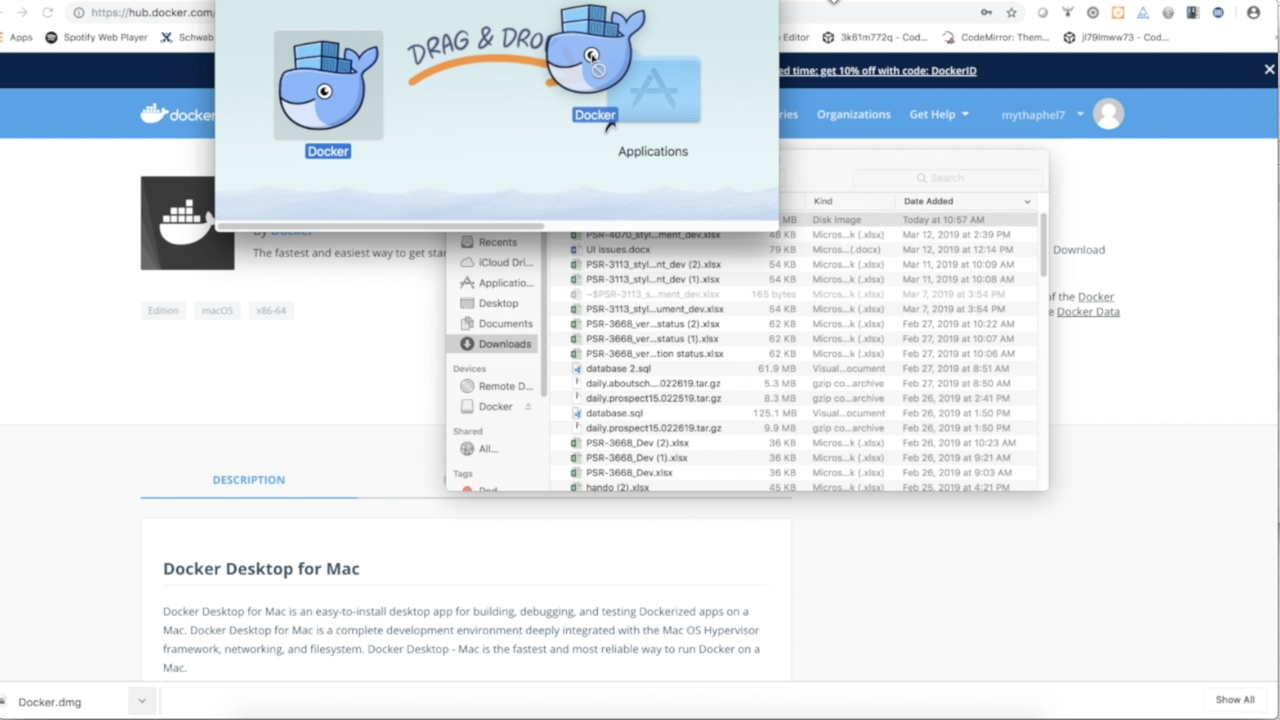 https://hub.docker.com/
Apps
Spotify Web Player
Schwab
Editor
3k61m772q - Cod...
CodeMirror: Them...
jl79lmww73 - Cod...
ed time: get 10% off with code: DockerID
docker
ries
Organizations
Get Help
mythaphel7
DRAG & DRO
Docker
Docker
Applications
By Docker
The fastest and easiest way to get star
Edition
macOS
x86-64
Download
of the Docker
e Docker Data
Search
Kind
Date Added
MB Disk Image Today at 10:57 AM
PSR-4070_styl...ment_dev.xlsx 48 KB Micros...k (.xlsx) Mar 12, 2019 at 2:39 PM
UI issues.docx 79 KB Micros...(.docx) Mar 12, 2019 at 12:14 PM
PSR-3113_styl...nt_dev (2).xlsx 54 KB Micros...k (.xlsx) Mar 11, 2019 at 10:09 AM
PSR-3113_styl...nt_dev (1).xlsx 54 KB Micros...k (.xlsx) Mar 11, 2019 at 10:08 AM
~$PSR-3113_s...ment_dev.xlsx 165 bytes Micros...k (.xlsx) Mar 7, 2019 at 3:54 PM
PSR-3113_styl...ument_dev.xlsx 54 KB Micros...k (.xlsx) Mar 7, 2019 at 3:54 PM
PSR-3668_ver...status (2).xlsx 62 KB Micros...k (.xlsx) Feb 27, 2019 at 10:22 AM
PSR-3668_ver...status (1).xlsx 62 KB Micros...k (.xlsx) Feb 27, 2019 at 10:07 AM
PSR-3668_ver...tion status.xlsx 62 KB Micros...k (.xlsx) Feb 27, 2019 at 10:06 AM
database 2.sql 61.9 MB Visual...ocument Feb 27, 2019 at 8:51 AM
daily.aboutsch....022619.tar.gz 5.3 MB gzip co...archive Feb 27, 2019 at 8:50 AM
daily.prospect15.022519.tar.gz 8.3 MB gzip co...archive Feb 26, 2019 at 2:41 PM
database.sql 125.1 MB Visual...ocument Feb 26, 2019 at 1:50 PM
daily.prospect15.022619.tar.gz 9.9 MB gzip co...archive Feb 26, 2019 at 1:50 PM
PSR-3668_Dev (2).xlsx 36 KB Micros...k (.xlsx) Feb 26, 2019 at 10:23 AM
PSR-3668_Dev (1).xlsx 36 KB Micros...k (.xlsx) Feb 26, 2019 at 9:21 AM
PSR-3668_Dev.xlsx 36 KB Micros...k (.xlsx) Feb 26, 2019 at 9:03 AM
hando (2).xlsx 45 KB Micros...k (.xlsx) Feb 25, 2019 at 4:21 PM
Recents
iCloud Dri...
Applicatio...
Desktop
Documents
Downloads
Devices
Remote D...
Docker
Shared
All...
Tags
Red
DESCRIPTION
Docker Desktop for Mac
Docker Desktop for Mac is an easy-to-install desktop app for building, debugging, and testing Dockerized apps on a
Mac. Docker Desktop for Mac is a complete development environment deeply integrated with the Mac OS Hypervisor
framework, networking, and filesystem. Docker Desktop - Mac is the fastest and most reliable way to run Docker on a
Mac.
Docker.dmg
Show All